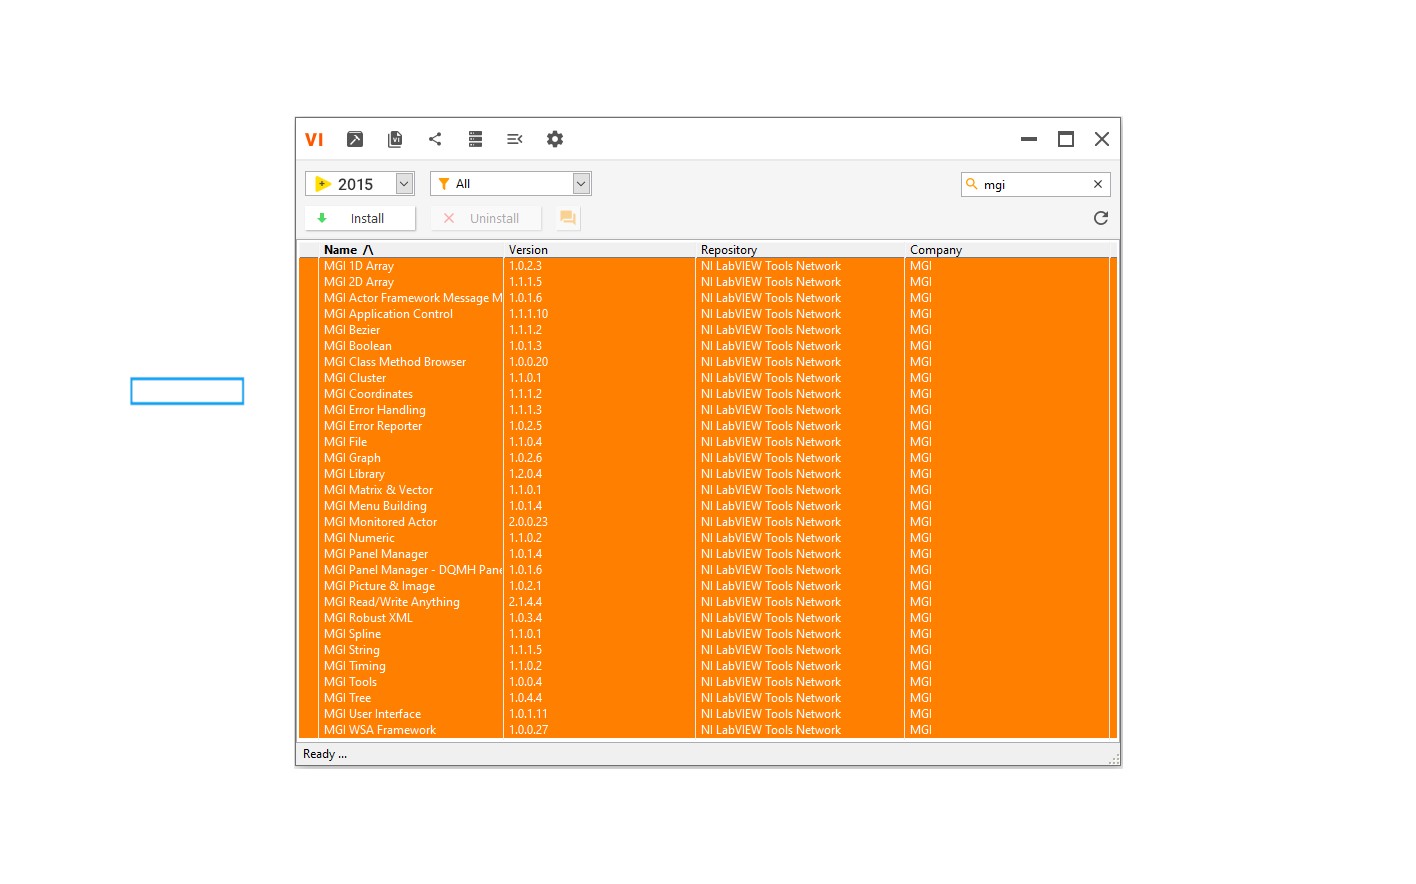 VI
VI
2015 All mgi
Install Uninstall
Name /\ Version Repository Company
MGI 1D Array 1.0.2.3 NI LabVIEW Tools Network MGI
MGI 2D Array 1.1.1.5 NI LabVIEW Tools Network MGI
MGI Actor Framework Message M 1.0.1.6 NI LabVIEW Tools Network MGI
MGI Application Control 1.1.1.10 NI LabVIEW Tools Network MGI
MGI Bezier 1.1.1.2 NI LabVIEW Tools Network MGI
MGI Boolean 1.0.1.3 NI LabVIEW Tools Network MGI
MGI Class Method Browser 1.0.0.20 NI LabVIEW Tools Network MGI
MGI Cluster 1.1.0.1 NI LabVIEW Tools Network MGI
MGI Coordinates 1.1.1.2 NI LabVIEW Tools Network MGI
MGI Error Handling 1.1.1.3 NI LabVIEW Tools Network MGI
MGI Error Reporter 1.0.2.5 NI LabVIEW Tools Network MGI
MGI File 1.1.0.4 NI LabVIEW Tools Network MGI
MGI Graph 1.0.2.6 NI LabVIEW Tools Network MGI
MGI Library 1.2.0.4 NI LabVIEW Tools Network MGI
MGI Matrix & Vector 1.1.0.1 NI LabVIEW Tools Network MGI
MGI Menu Building 1.0.1.4 NI LabVIEW Tools Network MGI
MGI Monitored Actor 2.0.0.23 NI LabVIEW Tools Network MGI
MGI Numeric 1.1.0.2 NI LabVIEW Tools Network MGI
MGI Panel Manager 1.0.1.4 NI LabVIEW Tools Network MGI
MGI Panel Manager - DQMH Pane 1.0.1.6 NI LabVIEW Tools Network MGI
MGI Picture & Image 1.0.2.1 NI LabVIEW Tools Network MGI
MGI Read/Write Anything 2.1.4.4 NI LabVIEW Tools Network MGI
MGI Robust XML 1.0.3.4 NI LabVIEW Tools Network MGI
MGI Spline 1.1.0.1 NI LabVIEW Tools Network MGI
MGI String 1.1.1.5 NI LabVIEW Tools Network MGI
MGI Timing 1.1.0.2 NI LabVIEW Tools Network MGI
MGI Tools 1.0.0.4 NI LabVIEW Tools Network MGI
MGI Tree 1.0.4.4 NI LabVIEW Tools Network MGI
MGI User Interface 1.0.1.11 NI LabVIEW Tools Network MGI
MGI WSA Framework 1.0.0.27 NI LabVIEW Tools Network MGI
Ready ...